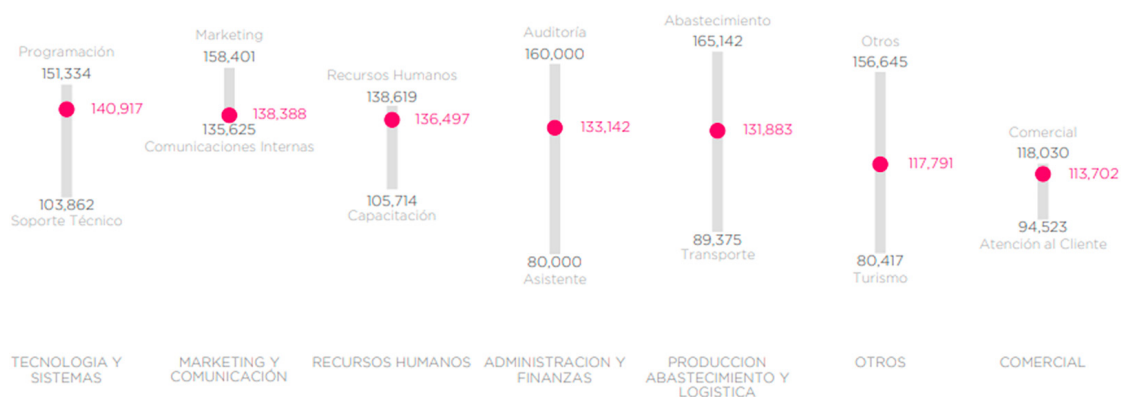 Programación
151,334
140,917
103,862
Soporte Técnico
TECNOLOGIA Y
SISTEMAS
Marketing
158,401
138,388
135,625
Comunicaciones Internas
MARKETING Y
COMUNICACIÓN
Recursos Humanos
138,619
136,497
105,714
Capacitación
RECURSOS HUMANOS
Auditoría
160,000
133,142
80,000
Asistente
ADMINISTRACION Y
FINANZAS
Abastecimiento
165,142
131,883
89,375
Transporte
PRODUCCION
ABASTECIMIENTO Y
LOGISTICA
Otros
156,645
117,791
80,417
Turismo
OTROS
Comercial
118,030
113,702
94,523
Atención al Cliente
COMERCIAL